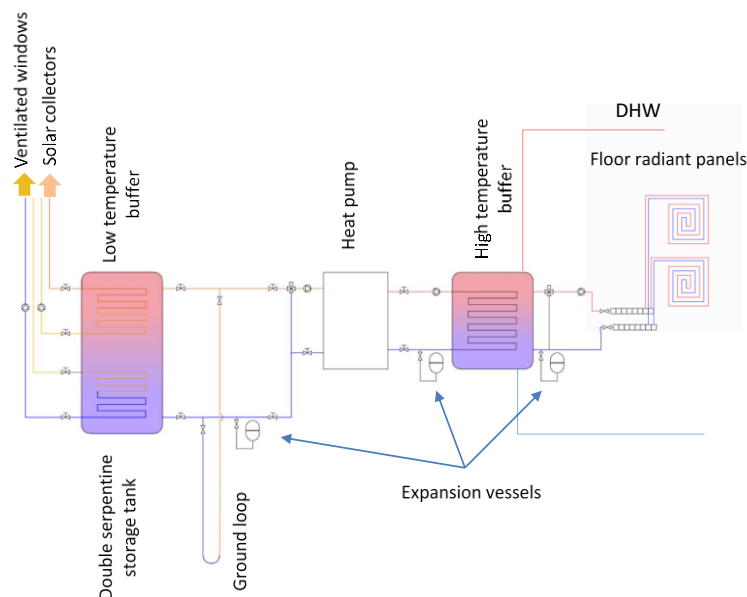 Ventilated windows
Solar collectors
Low temperature
buffer
Heat pump
High temperature
buffer
DHW
Floor radiant panels
Expansion vessels
Double serpentine
storage tank
Ground loop